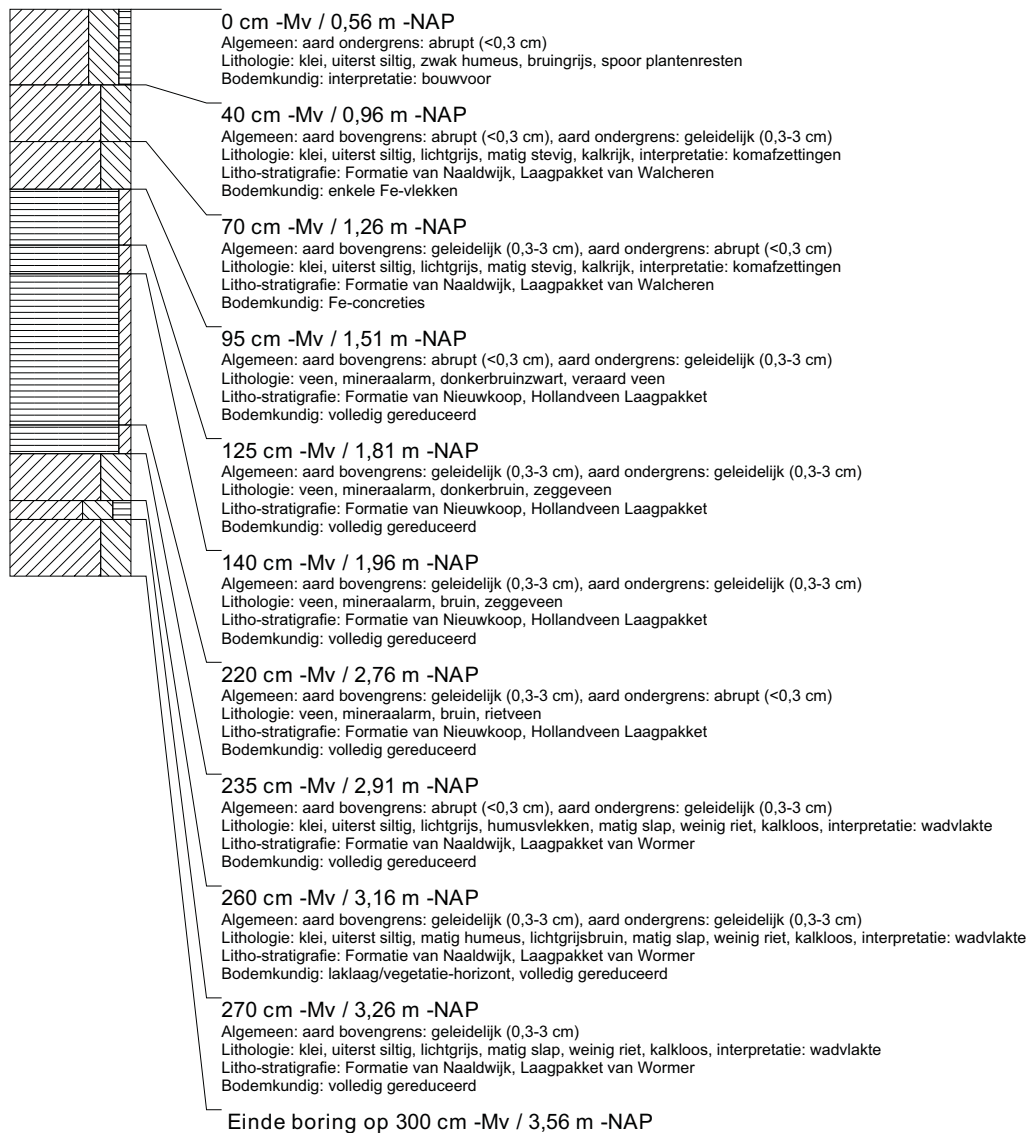 0 cm -Mv / 0,56 m -NAP
Algemeen: aard ondergrens: abrupt (<0,3 cm)
Lithologie: klei, uiterst siltig, zwak humeus, bruingrijs, spoor plantenresten
Bodemkundig: interpretatie: bouwvoor
40 cm -Mv / 0,96 m -NAP
Algemeen: aard bovengrens: abrupt (<0,3 cm), aard ondergrens: geleidelijk (0,3-3 cm)
Lithologie: klei, uiterst siltig, lichtgrijs, matig stevig, kalkrijk, interpretatie: komafzettingen
Litho-stratigrafie: Formatie van Naaldwijk, Laagpakket van Walcheren
Bodemkundig: enkele Fe-vlekken
70 cm -Mv / 1,26 m -NAP
Algemeen: aard bovengrens: geleidelijk (0,3-3 cm), aard ondergrens: abrupt (<0,3 cm)
Lithologie: klei, uiterst siltig, lichtgrijs, matig stevig, kalkrijk, interpretatie: komafzettingen
Litho-stratigrafie: Formatie van Naaldwijk, Laagpakket van Walcheren
Bodemkundig: Fe-concreties
95 cm -Mv / 1,51 m -NAP
Algemeen: aard bovengrens: abrupt (<0,3 cm), aard ondergrens: geleidelijk (0,3-3 cm)
Lithologie: veen, mineraalarm, donkerbruinzwart, veraard veen
Litho-stratigrafie: Formatie van Nieuwkoop, Hollandveen Laagpakket
Bodemkundig: volledig gereduceerd
125 cm -Mv / 1,81 m -NAP
Algemeen: aard bovengrens: geleidelijk (0,3-3 cm), aard ondergrens: geleidelijk (0,3-3 cm)
Lithologie: veen, mineraalarm, donkerbruin, zeggeveen
Litho-stratigrafie: Formatie van Nieuwkoop, Hollandveen Laagpakket
Bodemkundig: volledig gereduceerd
140 cm -Mv / 1,96 m -NAP
Algemeen: aard bovengrens: geleidelijk (0,3-3 cm), aard ondergrens: geleidelijk (0,3-3 cm)
Lithologie: veen, mineraalarm, bruin, zeggeveen
Litho-stratigrafie: Formatie van Nieuwkoop, Hollandveen Laagpakket
Bodemkundig: volledig gereduceerd
220 cm -Mv / 2,76 m -NAP
Algemeen: aard bovengrens: geleidelijk (0,3-3 cm), aard ondergrens: abrupt (<0,3 cm)
Lithologie: veen, mineraalarm, bruin, rietveen
Litho-stratigrafie: Formatie van Nieuwkoop, Hollandveen Laagpakket
Bodemkundig: volledig gereduceerd
235 cm -Mv / 2,91 m -NAP
Algemeen: aard bovengrens: abrupt (<0,3 cm), aard ondergrens: geleidelijk (0,3-3 cm)
Lithologie: klei, uiterst siltig, lichtgrijs, humusvlekken, matig slap, weinig riet, kalkloos, interpretatie: wadvlakte
Litho-stratigrafie: Formatie van Naaldwijk, Laagpakket van Wormer
Bodemkundig: volledig gereduceerd
260 cm -Mv / 3,16 m -NAP
Algemeen: aard bovengrens: geleidelijk (0,3-3 cm), aard ondergrens: geleidelijk (0,3-3 cm)
Lithologie: klei, uiterst siltig, matig humeus, lichtgrijsbruin, matig slap, weinig riet, kalkloos, interpretatie: wadvlakte
Litho-stratigrafie: Formatie van Naaldwijk, Laagpakket van Wormer
Bodemkundig: laklaag/vegetatie-horizont, volledig gereduceerd
270 cm -Mv / 3,26 m -NAP
Algemeen: aard bovengrens: geleidelijk (0,3-3 cm)
Lithologie: klei, uiterst siltig, lichtgrijs, matig slap, weinig riet, kalkloos, interpretatie: wadvlakte
Litho-stratigrafie: Formatie van Naaldwijk, Laagpakket van Wormer
Bodemkundig: volledig gereduceerd
Einde boring op 300 cm -Mv / 3,56 m -NAP